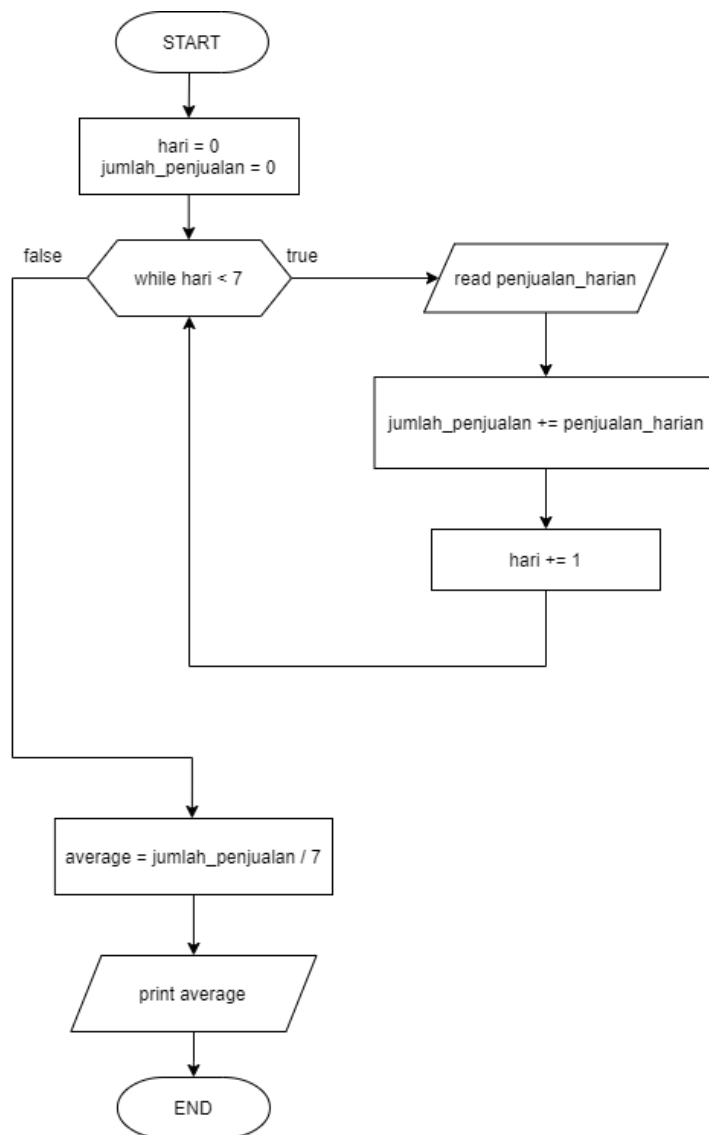 START
hari = 0
jumlah_penjualan = 0
false
while hari < 7
true
read penjualan_harian
jumlah_penjualan += penjualan_harian
hari += 1
average = jumlah_penjualan / 7
print average
END